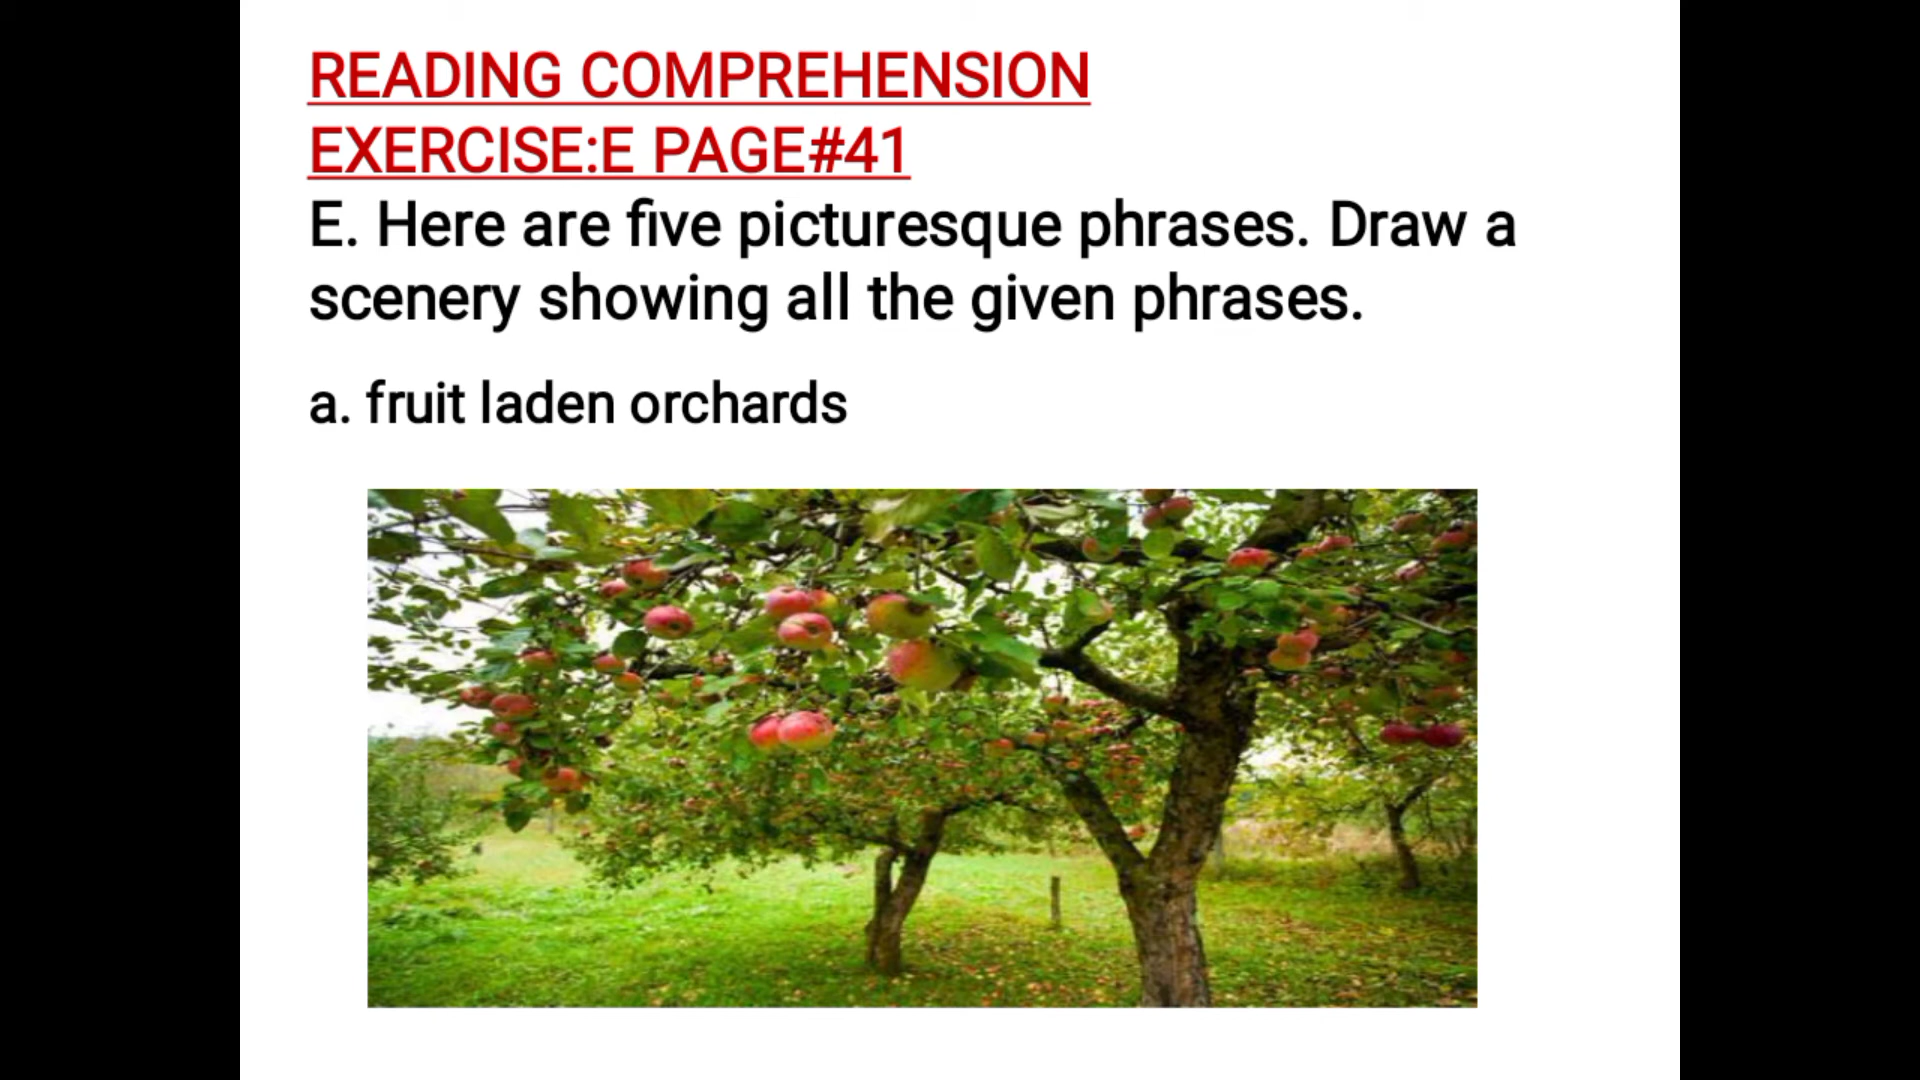 READING COMPREHENSION
EXERCISE:E PAGE#41
E. Here are five picturesque phrases. Draw a
scenery showing all the given phrases.
a. fruit laden orchards